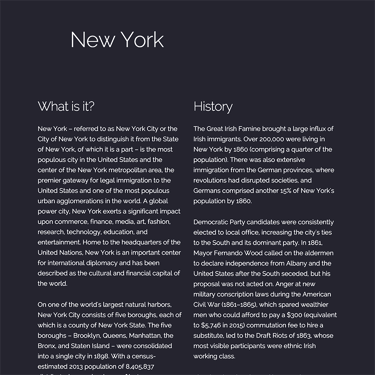 New York
What is it?
New York – referred to as New York City or the
City of New York to distinguish it from the State
of New York, of which it is a part – is the most
populous city in the United States and the
center of the New York metropolitan area, the
premier gateway for legal immigration to the
United States and one of the most populous
urban agglomerations in the world. A global
power city, New York exerts a significant impact
upon commerce, finance, media, art, fashion,
research, technology, education, and
entertainment. Home to the headquarters of the
United Nations, New York is an important center
for international diplomacy and has been
described as the cultural and financial capital of
the world.
On one of the world's largest natural harbors,
New York City consists of five boroughs, each of
which is a county of New York State. The five
boroughs – Brooklyn, Queens, Manhattan, the
Bronx, and Staten Island – were consolidated
into a single city in 1898. With a census-
estimated 2013 population of 8,405,837
History
The Great Irish Famine brought a large influx of
Irish immigrants. Over 200,000 were living in
New York by 1860 (comprising a quarter of the
population). There was also extensive
immigration from the German provinces, where
revolutions had disrupted societies, and
Germans comprised another 15% of New York's
population by 1860.
Democratic Party candidates were consistently
elected to local office, increasing the city's ties
to the South and its dominant party. In 1861,
Mayor Fernando Wood called on the aldermen
to declare independence from Albany and the
United States after the South seceded, but his
proposal was not acted on. Anger at new
military conscription laws during the American
Civil War (1861–1865), which spared wealthier
men who could afford to pay a $300 (equivalent
to $5,746 in 2015) commutation fee to hire a
substitute, led to the Draft Riots of 1863, whose
most visible participants were ethnic Irish
working class.